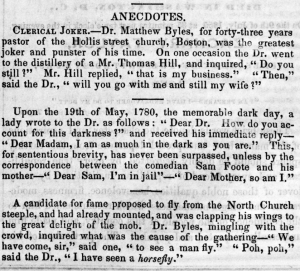 ANECDOTES.
CLERICAL JOKER.—Dr. Matthew Byles, for forty-three years
pastor of the Hollis street church, Boston, was the greatest
joker and punster of his time. On one occasion the Dr. went
to the distillery of a Mr. Thomas Hill, and inquired, "Do you
still?" Mr. Hill replied, "that is my business." "Then,"
said the Dr., "will you go with me and still my wife?"
Upon the 19th of May, 1780, the memorable dark day, a
lady wrote to the Dr. as follows: "Dear Dr. How do you ac-
count for this darkness?" and received his immediate reply—
"Dear Madam, I am as much in the dark as you are." This,
for sententious brevity, has never been surpassed, unless by the
correspondence between the comedian Sam Foote and his
mother—"Dear Sam, I'm in jail"—"Dear Mother, so am I."
A candidate for fame proposed to fly from the North Church
steeple, and had already mounted, and was clapping his wings to
the great delight of the mob. Dr. Byles, mingling with the
crowd, inquired what was the cause of the gathering—"We
have come, sir," said one, "to see a man fly." "Poh, poh,"
said the Dr., "I have seen a horsefly."